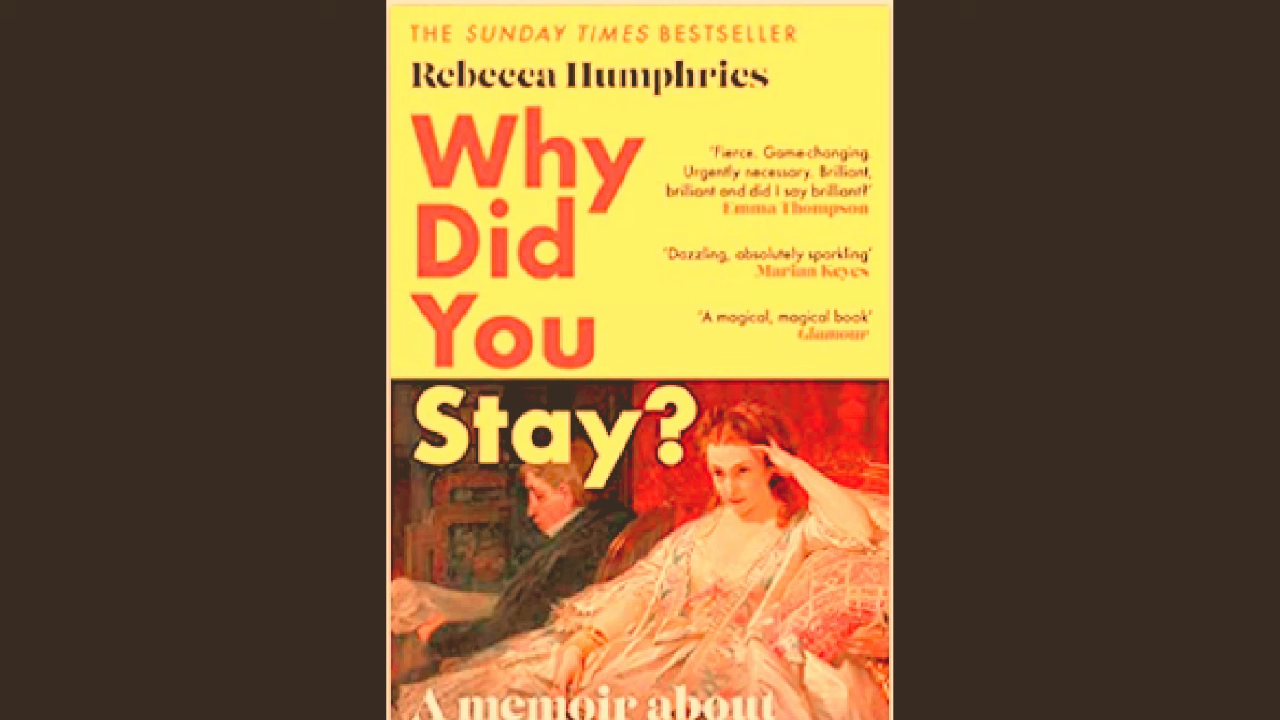 THE SUNDAY TIMES BESTSELLER
Rebecca Humphries
Why
Did
You
Stay?
'Fierce. Game-changing.
Urgently necessary. Brilliant,
brilliant and did I say brilliant?'
Emma Thompson
'Dazzling, absolutely sparkling'
Marian Keyes
'A magical, magical book'
Glamour
A memoir about